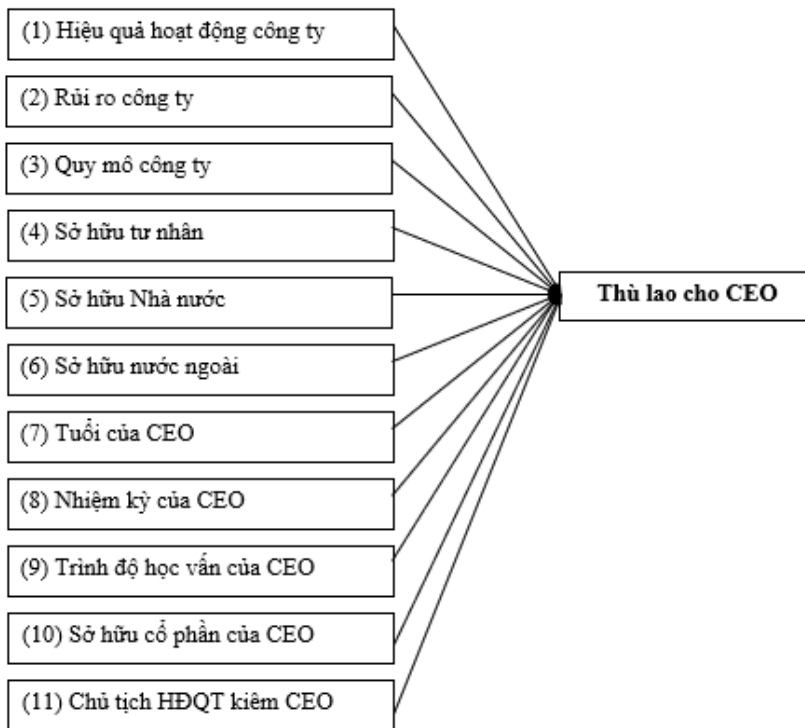 (1) Hiệu quả hoạt động công ty
(2) Rủi ro công ty
(3) Quy mô công ty
(4) Sở hữu tư nhân
(5) Sở hữu Nhà nước
(6) Sở hữu nước ngoài
(7) Tuổi của CEO
(8) Nhiệm kỳ của CEO
(9) Trình độ học vấn của CEO
(10) Sở hữu cổ phần của CEO
(11) Chủ tịch HĐQT kiêm CEO
Thù lao cho CEO